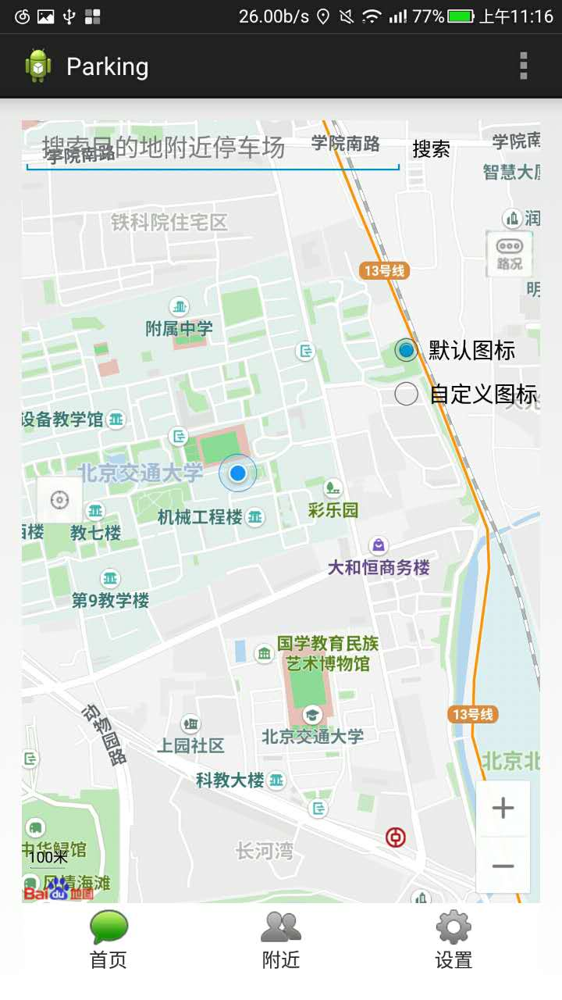 26.00b/s 77% 上午11:16
Parking
搜索目的地附近停车场
学院南路
学院南路
搜索
学院南
智慧大厦
铁科院住宅区
润
路况
13号线
明
附属中学
默认图标
自定义图标
设备教学馆
北京交通大学
机械工程楼
彩乐园
教七楼
大和恒商务楼
第9教学楼
国学教育民族
艺术博物馆
13号线
动物园路
上园社区
北京交通大学
北京北
科教大楼
长河湾
中华鲟馆
100米
风情海滩
Bai du 地图
首页
附近
设置